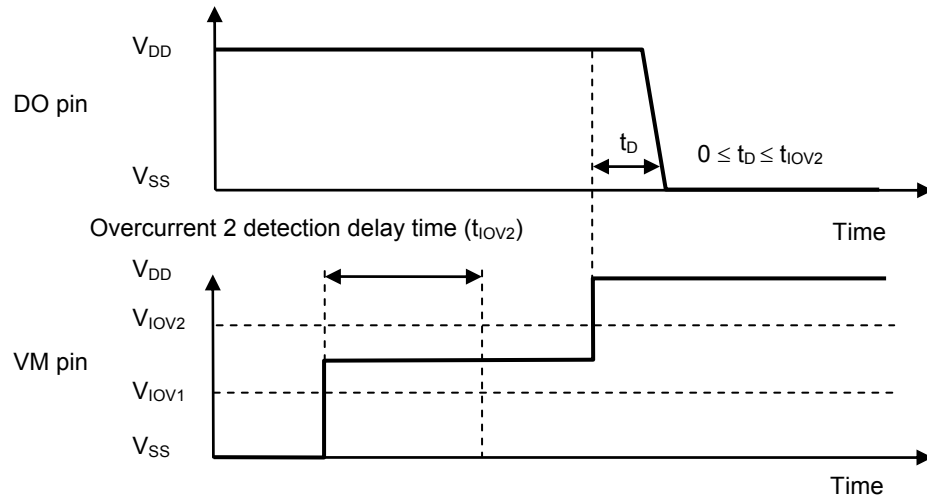 VDD
DO pin
tD
0 ≤ tD ≤ tIOV2
VSS
Time
Overcurrent 2 detection delay time (tIOV2)
VDD
VIOV2
VM pin
VIOV1
VSS
Time